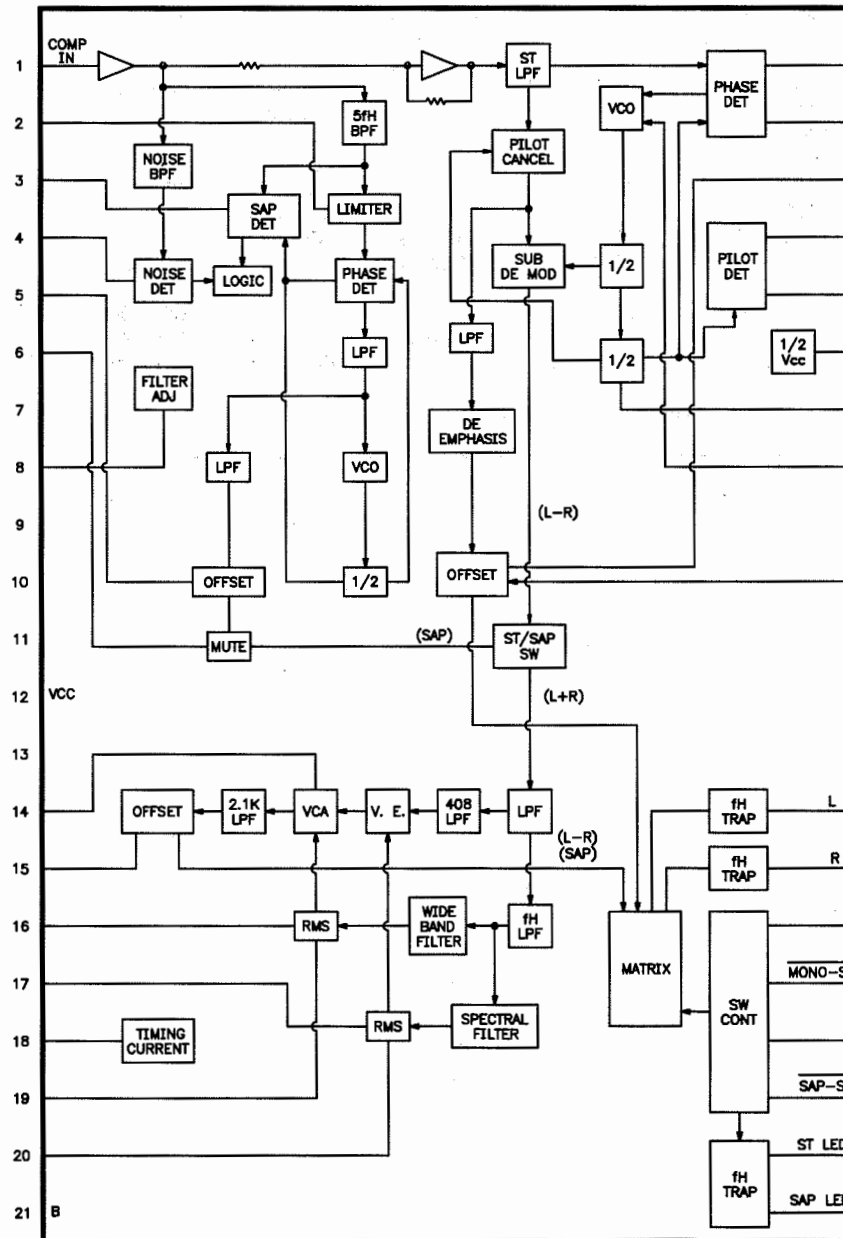 COMP
IN
1
2
3
4
5
6
7
8
9
10
11
12
13
14
15
16
17
18
19
20
21
ST
LPF
PHASE
DET
VCO
5fH
BPF
NOISE
BPF
PILOT
CANCEL
SAP
DET
LIMITER
SUB
DE MOD
1/2
PILOT
DET
NOISE
DET
LOGIC
PHASE
DET
LPF
LPF
1/2
1/2
Vcc
FILTER
ADJ
DE
EMPHASIS
LPF
VCO
(L-R)
OFFSET
1/2
OFFSET
MUTE
(SAP)
ST/SAP
SW
VCC
(L+R)
OFFSET
2.1K
LPF
VCA
V. E.
408
LPF
LPF
fH
TRAP
L
(L-R)
(SAP)
fH
TRAP
R
RMS
WIDE
BAND
FILTER
fH
LPF
MATRIX
SW
CONT
MONO-S
TIMING
CURRENT
RMS
SPECTRAL
FILTER
SAP-S
fH
TRAP
ST LED
SAP LED
B